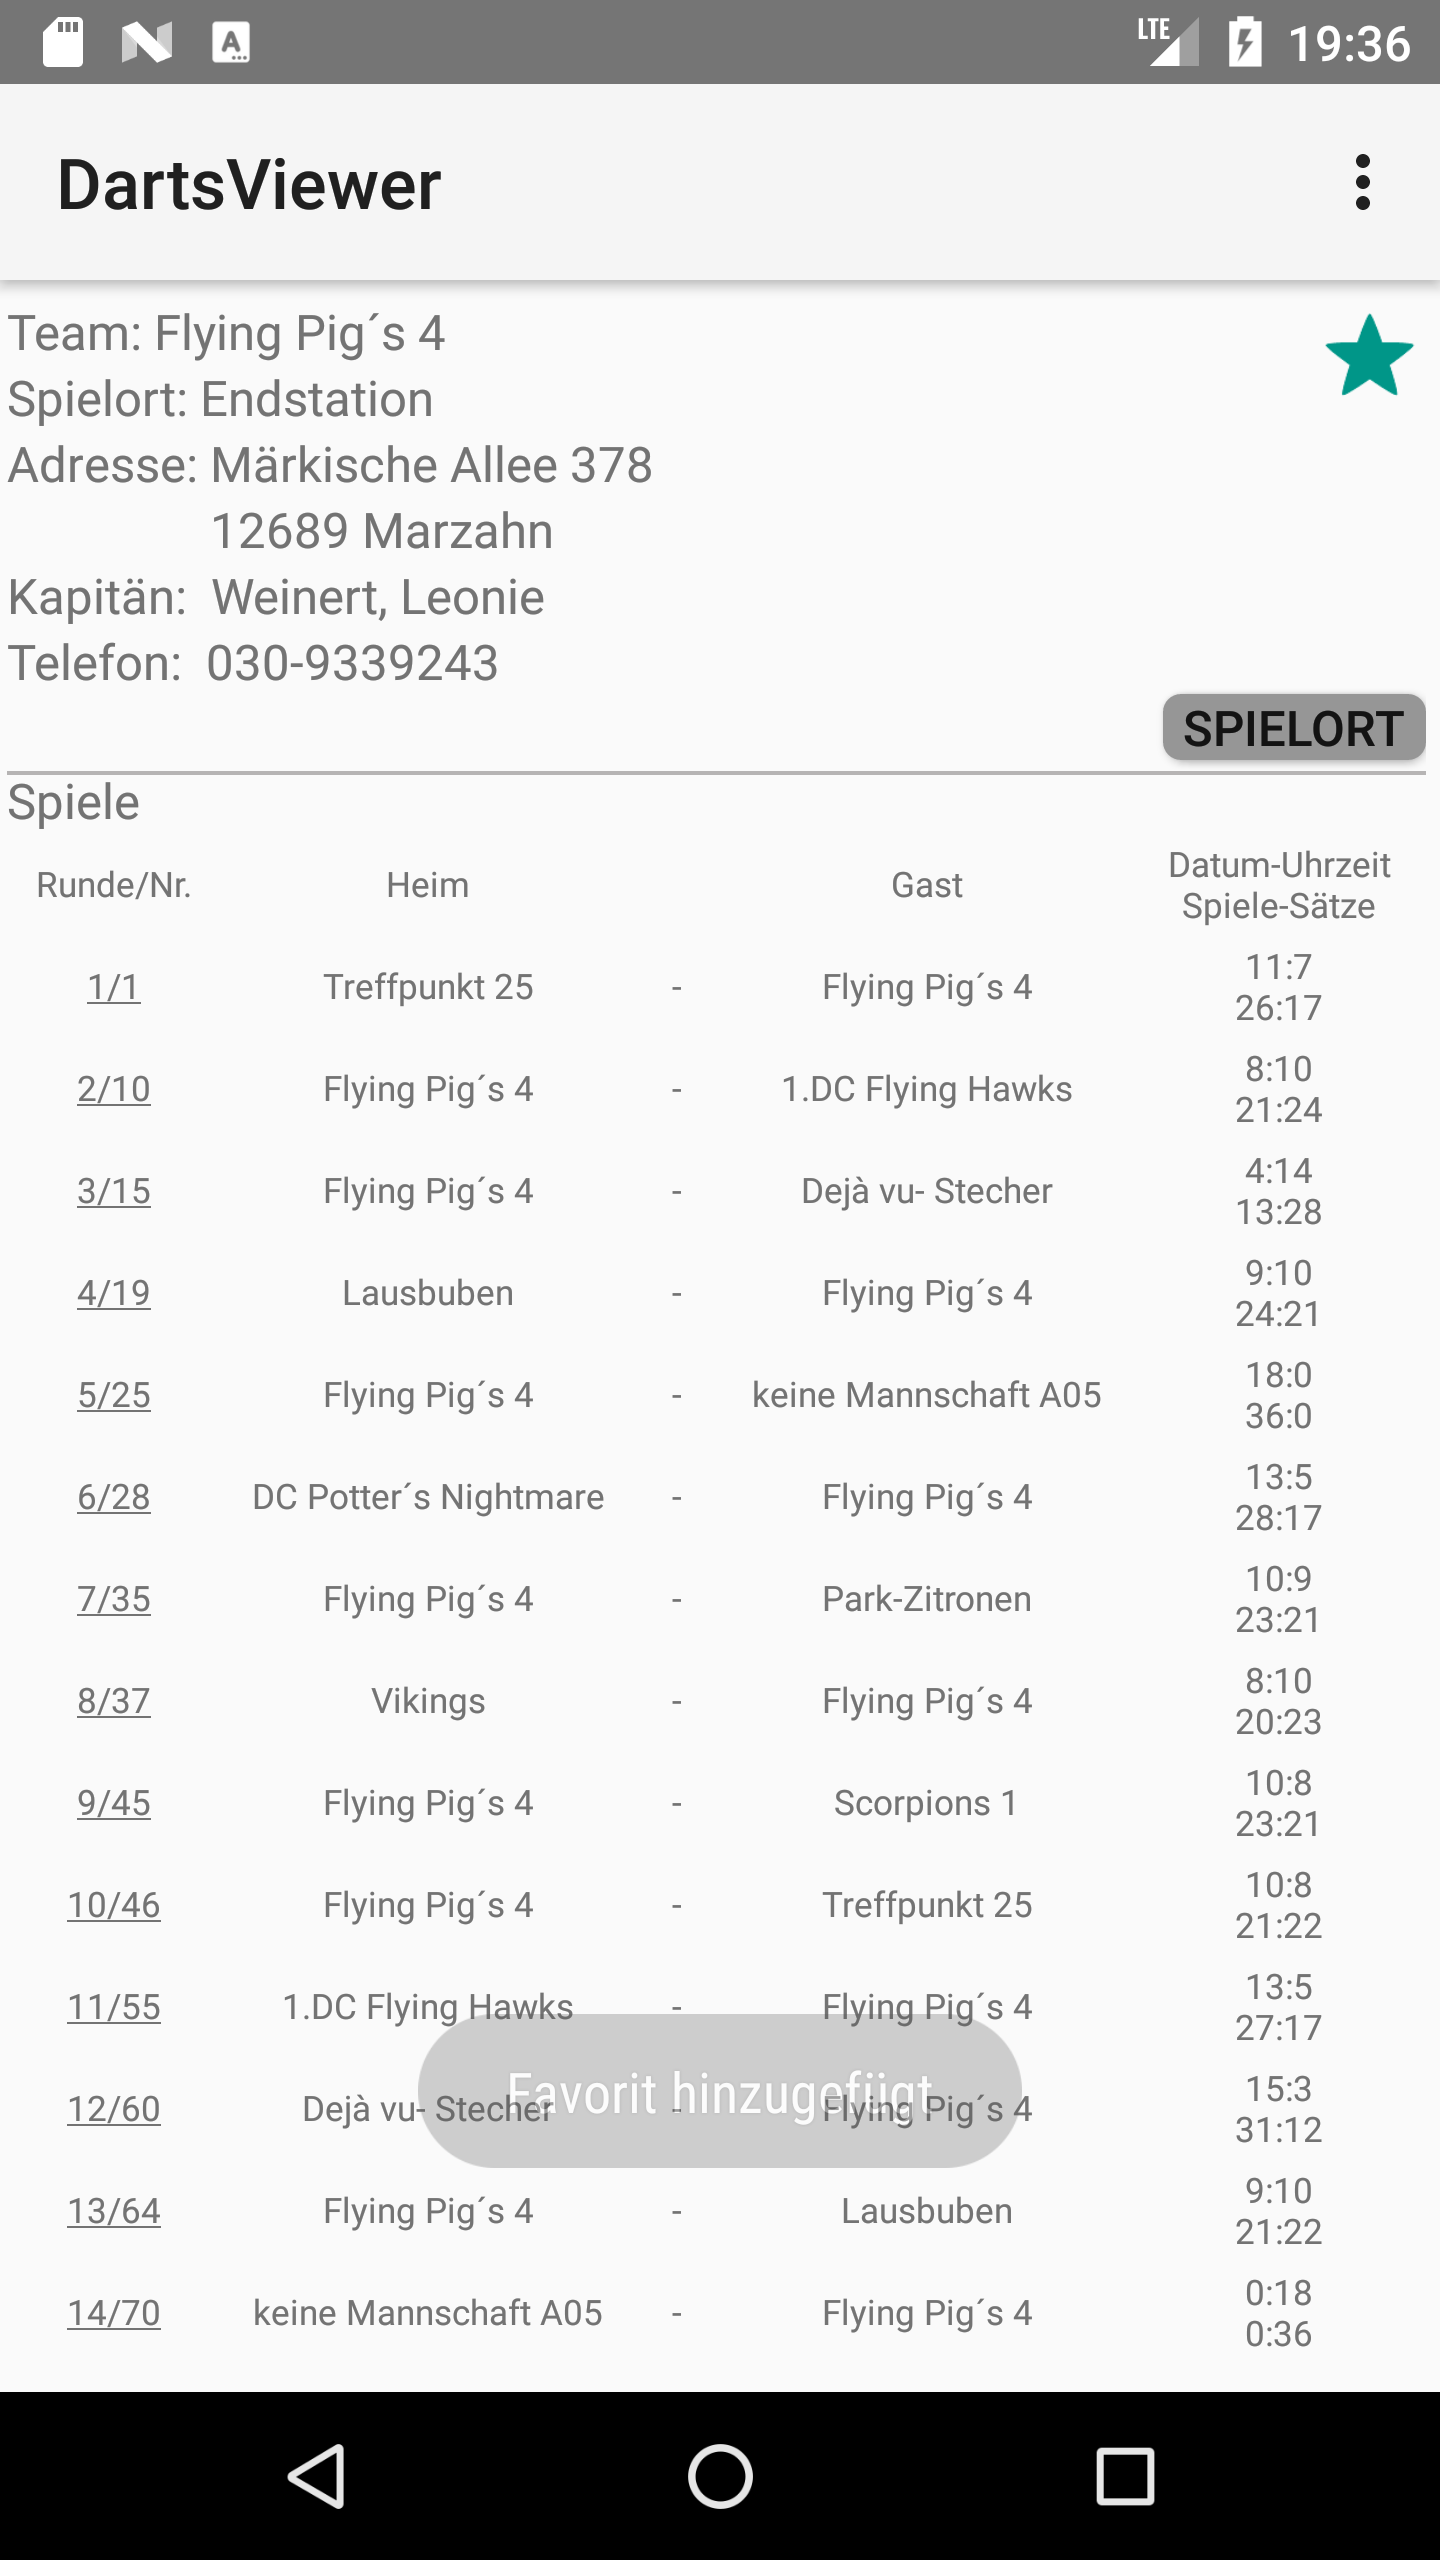 LTE 19:36
DartsViewer
Team: Flying Pig´s 4
Spielort: Endstation
Adresse: Märkische Allee 378
12689 Marzahn
Kapitän: Weinert, Leonie
Telefon: 030-9339243
SPIELORT
Spiele
Runde/Nr. Heim Gast Datum-Uhrzeit
Spiele-Sätze
1/1 Treffpunkt 25 - Flying Pig´s 4 11:7
26:17
2/10 Flying Pig´s 4 - 1.DC Flying Hawks 8:10
21:24
3/15 Flying Pig´s 4 - Dejà vu- Stecher 4:14
13:28
4/19 Lausbuben - Flying Pig´s 4 9:10
24:21
5/25 Flying Pig´s 4 - keine Mannschaft A05 18:0
36:0
6/28 DC Potter´s Nightmare - Flying Pig´s 4 13:5
28:17
7/35 Flying Pig´s 4 - Park-Zitronen 10:9
23:21
8/37 Vikings - Flying Pig´s 4 8:10
20:23
9/45 Flying Pig´s 4 - Scorpions 1 10:8
23:21
10/46 Flying Pig´s 4 - Treffpunkt 25 10:8
21:22
11/55 1.DC Flying Hawks - Flying Pig´s 4 13:5
27:17
Favorit hinzugefügt
12/60 Dejà vu- Stecher - Flying Pig´s 4 15:3
31:12
13/64 Flying Pig´s 4 - Lausbuben 9:10
21:22
14/70 keine Mannschaft A05 - Flying Pig´s 4 0:18
0:36